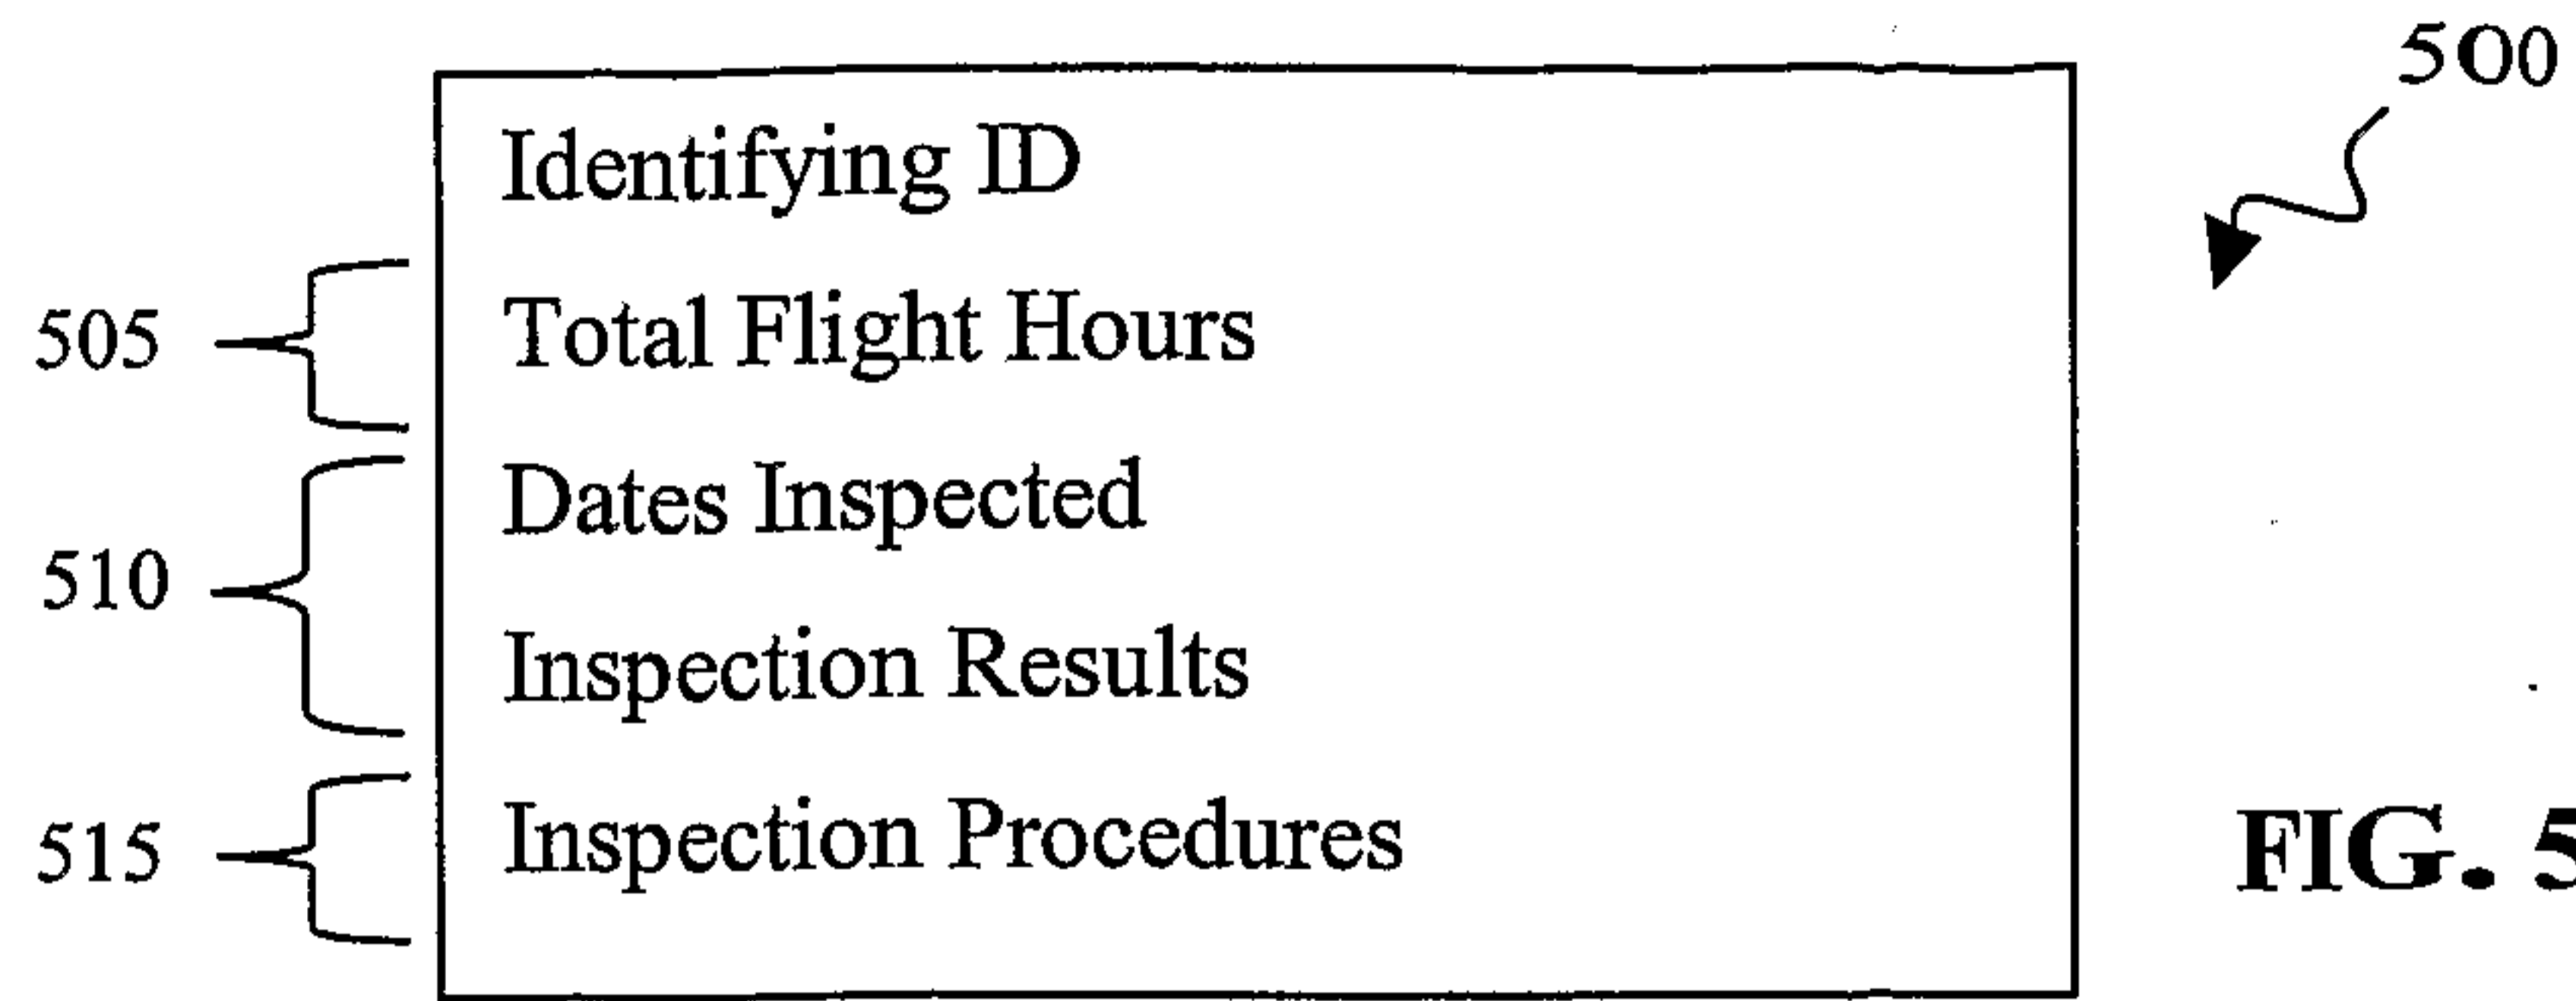 500
Identifying ID
505 Total Flight Hours
Dates Inspected
510
Inspection Results
515 Inspection Procedures
FIG. 5